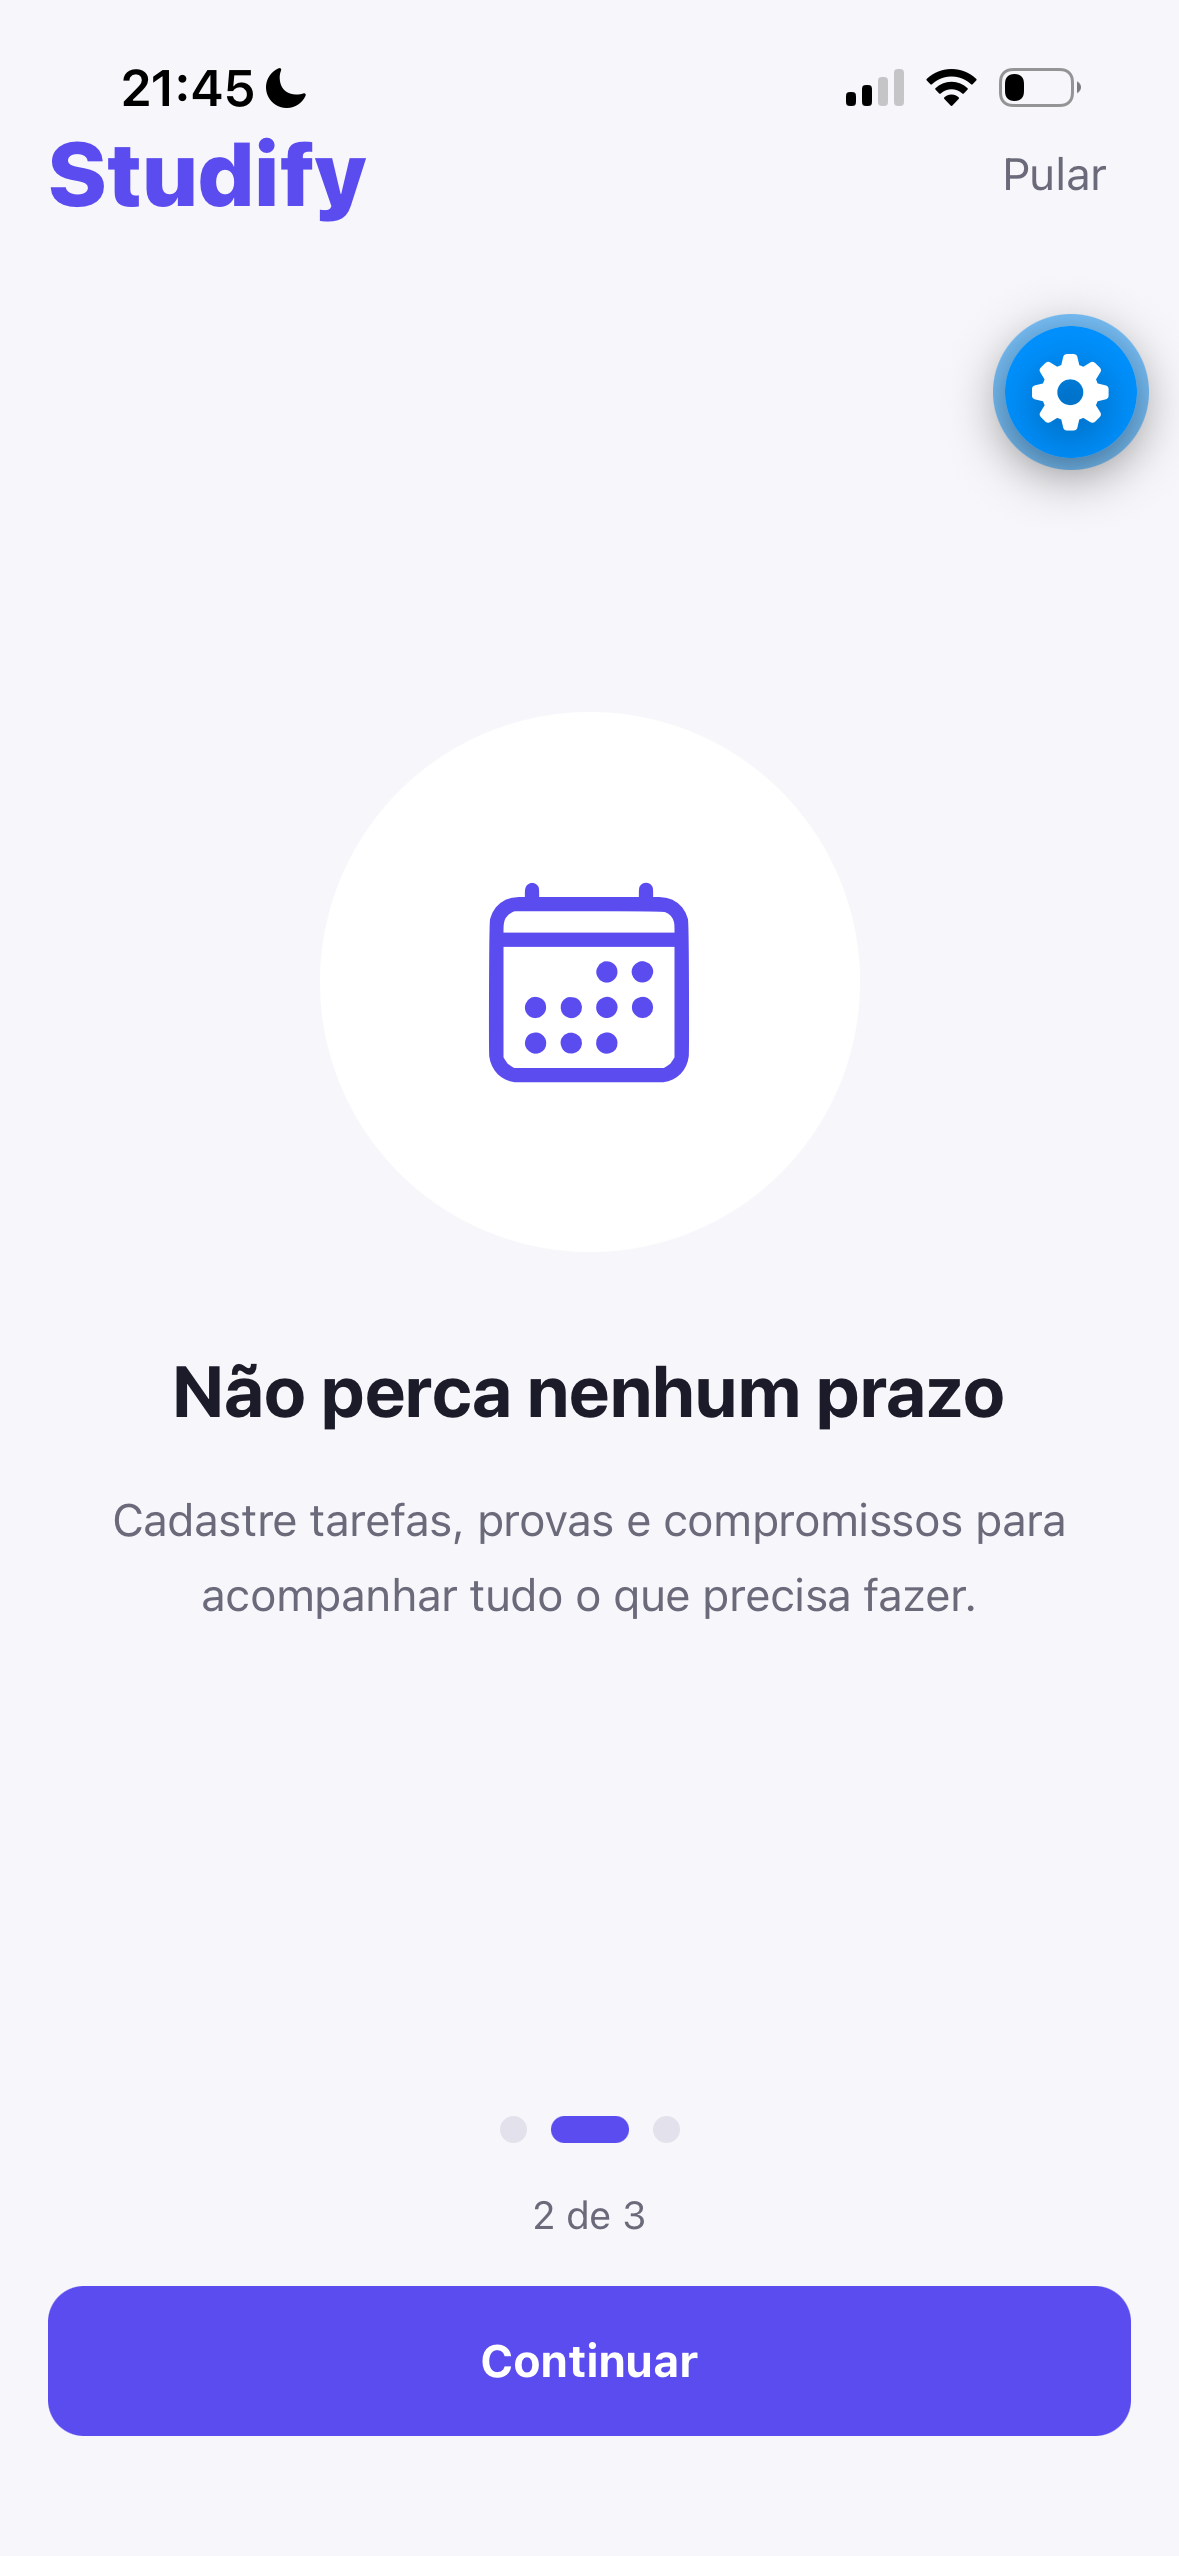 21:45
Studify
Pular
Não perca nenhum prazo
Cadastre tarefas, provas e compromissos para
acompanhar tudo o que precisa fazer.
2 de 3
Continuar